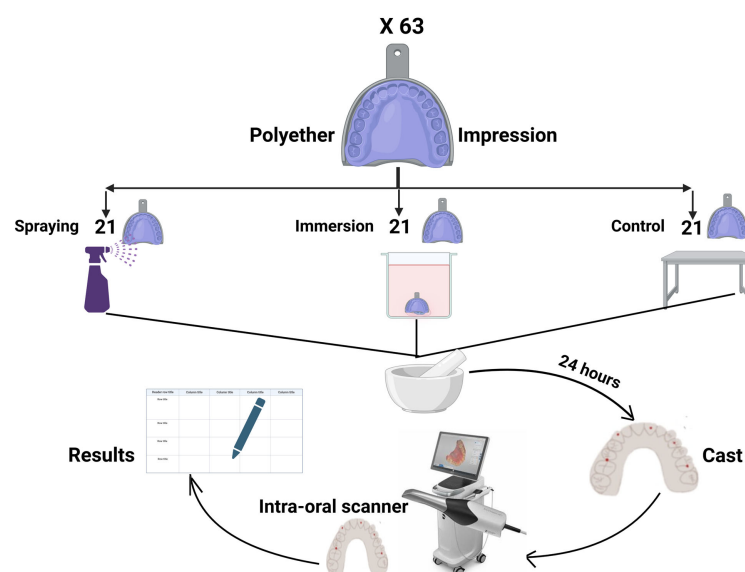 X 63
Polyether Impression
Spraying 21
Immersion 21
Control 21
24 hours
Results
Cast
Intra-oral scanner